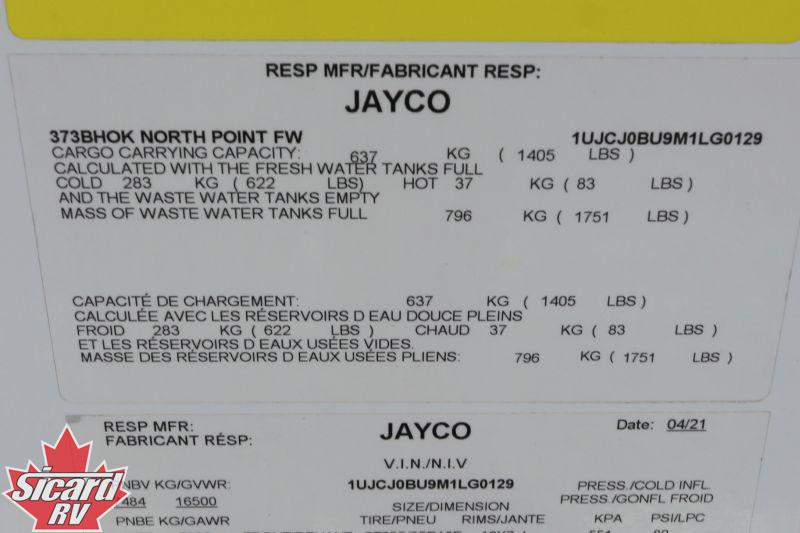 RESP MFR/FABRICANT RESP:
JAYCO
373BHOK NORTH POINT FW 1UJCJ0BU9M1LG0129
CARGO CARRYING CAPACITY: 637 KG ( 1405 LBS )
CALCULATED WITH THE FRESH WATER TANKS FULL
COLD 283 KG ( 622 LBS) HOT 37 KG ( 83 LBS )
AND THE WASTE WATER TANKS EMPTY
MASS OF WASTE WATER TANKS FULL 796 KG ( 1751 LBS )
CAPACITÉ DE CHARGEMENT: 637 KG ( 1405 LBS )
CALCULÉE AVEC LES RÉSERVOIRS D EAU DOUCE PLEINS
FROID 283 KG ( 622 LBS ) CHAUD 37 KG ( 83 LBS )
ET LES RÉSERVOIRS D EAUX USÉES VIDES.
MASSE DES RÉSERVOIRS D EAUX USÉES PLIENS: 796 KG ( 1751 LBS )
RESP MFR: JAYCO Date: 04/21
FABRICANT RÉSP:
V.I.N./N.I.V
NBV KG/GVWR: 1UJCJ0BU9M1LG0129 PRESS./COLD INFL.
484 16500 SIZE/DIMENSION PRESS./GONFL FROID
PNBE KG/GAWR TIRE/PNEU RIMS/JANTE KPA PSI/LPC
Sicard
RV